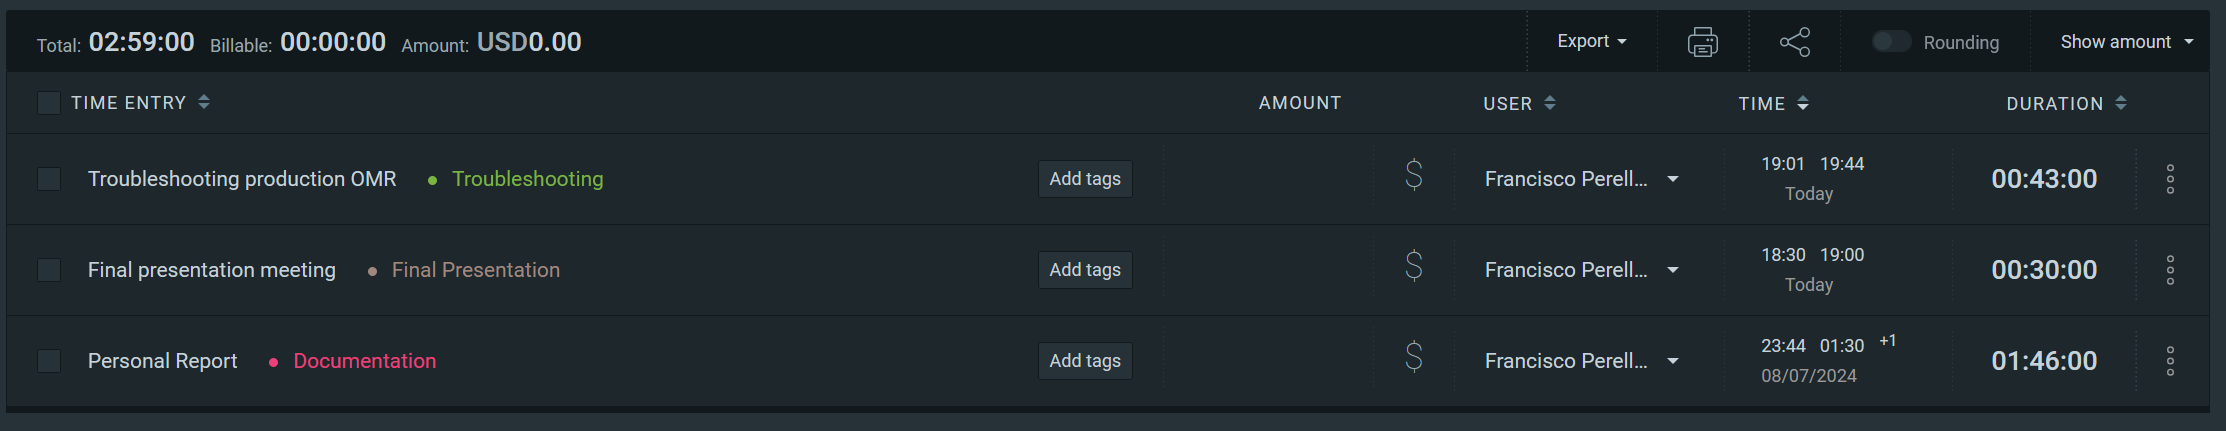 Total: 02:59:00 Billable: 00:00:00 Amount: USD0.00 Export Rounding Show amount
TIME ENTRY AMOUNT USER TIME DURATION
Troubleshooting production OMR • Troubleshooting Add tags $ Francisco Perell... 19:01 19:44 00:43:00
Today
Final presentation meeting • Final Presentation Add tags $ Francisco Perell... 18:30 19:00 00:30:00
Today
Personal Report • Documentation Add tags $ Francisco Perell... 23:44 01:30 +1 01:46:00
08/07/2024